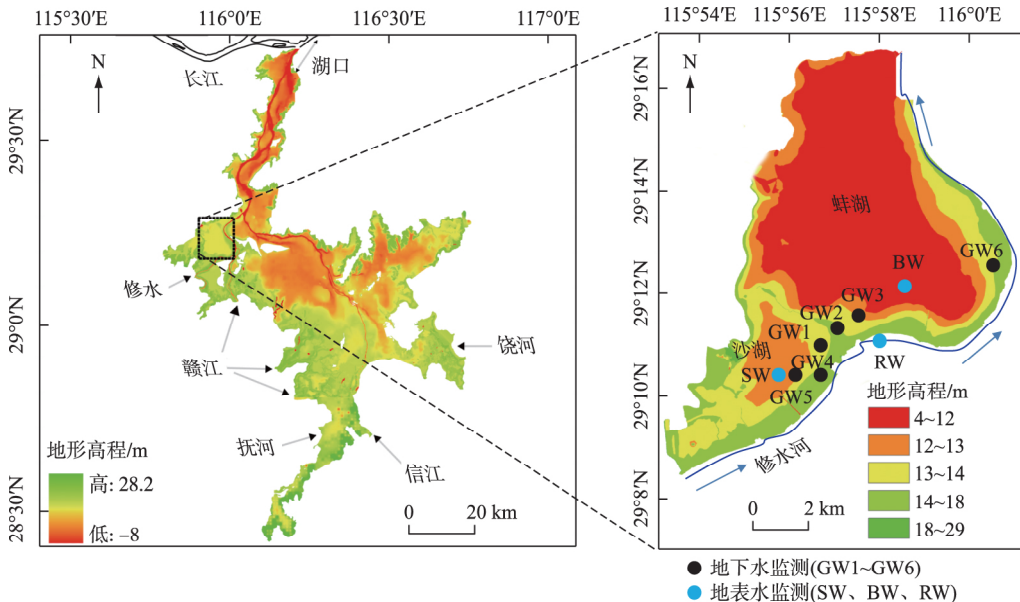 115°30′E
116°0′E
116°30′E
117°0′E
29°30′N
29°0′N
28°30′N
N
长江
湖口
修水
赣江
饶河
抚河
信江
地形高程/m
高: 28.2
低: –8
0 20 km
115°54′E
115°56′E
115°58′E
116°0′E
29°16′N
29°14′N
29°12′N
29°10′N
29°8′N
N
蚌湖
BW
GW6
GW3
GW2
GW1
沙湖
GW4
RW
SW
GW5
修水河
地形高程/m
4~12
12~13
13~14
14~18
18~29
0 2 km
地下水监测(GW1~GW6)
地表水监测(SW、BW、RW)